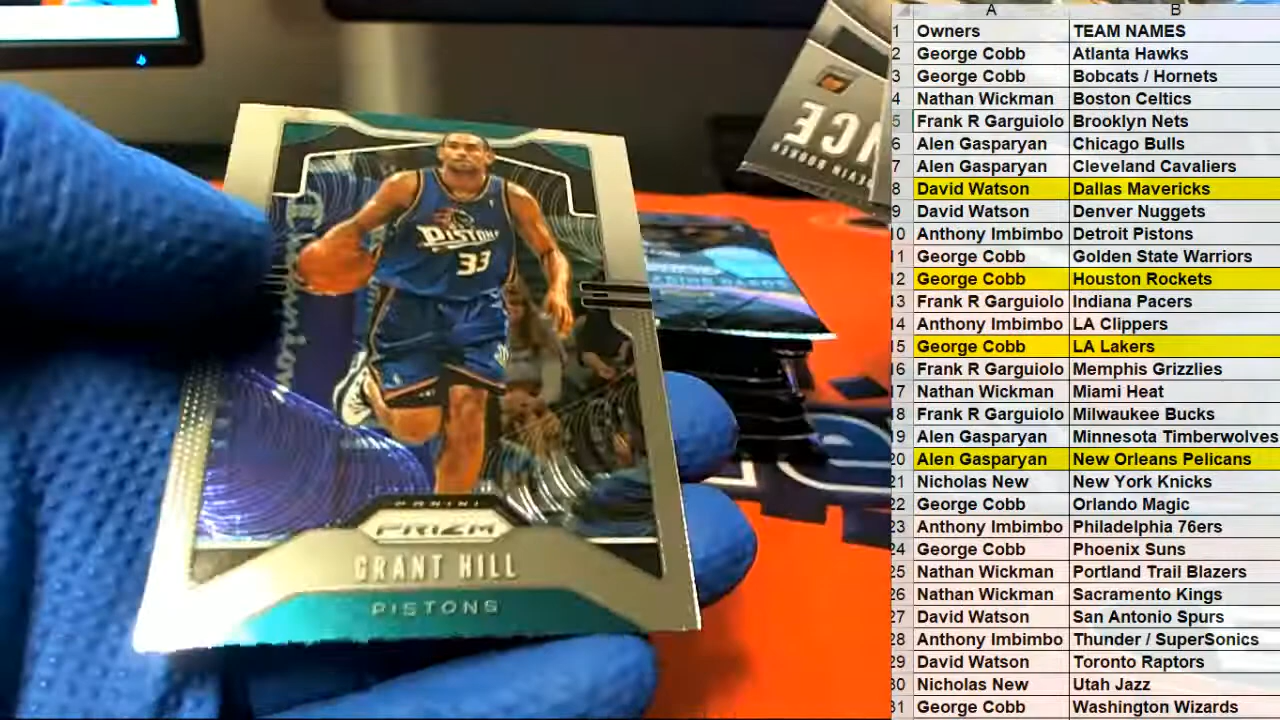 PISTONS
33
PANINI
PRIZM
GRANT HILL
PISTONS
DEVIN BOOKER
A B
1 Owners TEAM NAMES
2 George Cobb Atlanta Hawks
3 George Cobb Bobcats / Hornets
4 Nathan Wickman Boston Celtics
5 Frank R Garguiolo Brooklyn Nets
6 Alen Gasparyan Chicago Bulls
7 Alen Gasparyan Cleveland Cavaliers
8 David Watson Dallas Mavericks
9 David Watson Denver Nuggets
10 Anthony Imbimbo Detroit Pistons
11 George Cobb Golden State Warriors
12 George Cobb Houston Rockets
13 Frank R Garguiolo Indiana Pacers
14 Anthony Imbimbo LA Clippers
15 George Cobb LA Lakers
16 Frank R Garguiolo Memphis Grizzlies
17 Nathan Wickman Miami Heat
18 Frank R Garguiolo Milwaukee Bucks
19 Alen Gasparyan Minnesota Timberwolves
20 Alen Gasparyan New Orleans Pelicans
21 Nicholas New New York Knicks
22 George Cobb Orlando Magic
23 Anthony Imbimbo Philadelphia 76ers
24 George Cobb Phoenix Suns
25 Nathan Wickman Portland Trail Blazers
26 Nathan Wickman Sacramento Kings
27 David Watson San Antonio Spurs
28 Anthony Imbimbo Thunder / SuperSonics
29 David Watson Toronto Raptors
30 Nicholas New Utah Jazz
31 George Cobb Washington Wizards